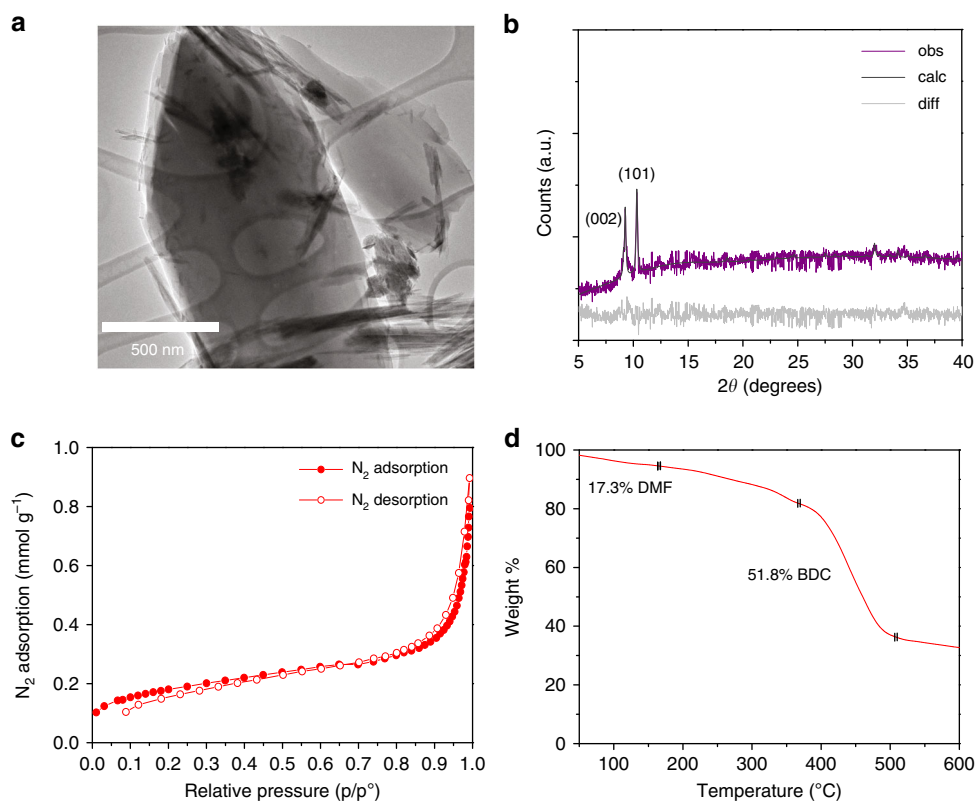 a
500 nm
b
obs
calc
diff
(101)
(002)
Counts (a.u.)
5 10 15 20 25 30 35 40
2θ (degrees)
c
1.0
0.8
0.6
0.4
0.2
0.0
N₂ adsorption
N₂ desorption
N₂ adsorption (mmol g⁻¹)
0.0 0.1 0.2 0.3 0.4 0.5 0.6 0.7 0.8 0.9 1.0
Relative pressure (p/p°)
d
100
80
60
40
20
0
17.3% DMF
51.8% BDC
Weight %
100 200 300 400 500 600
Temperature (°C)